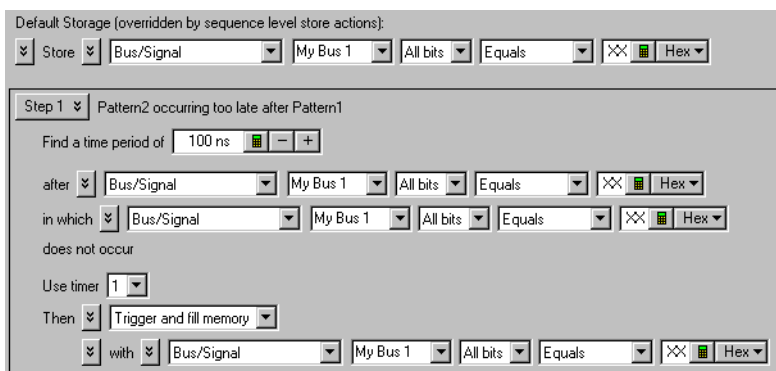 Default Storage (overridden by sequence level store actions):
Store Bus/Signal My Bus 1 All bits Equals XX Hex
Step 1 Pattern2 occurring too late after Pattern1
Find a time period of 100 ns - +
after Bus/Signal My Bus 1 All bits Equals XX Hex
in which Bus/Signal My Bus 1 All bits Equals XX Hex
does not occur
Use timer 1
Then Trigger and fill memory
with Bus/Signal My Bus 1 All bits Equals XX Hex